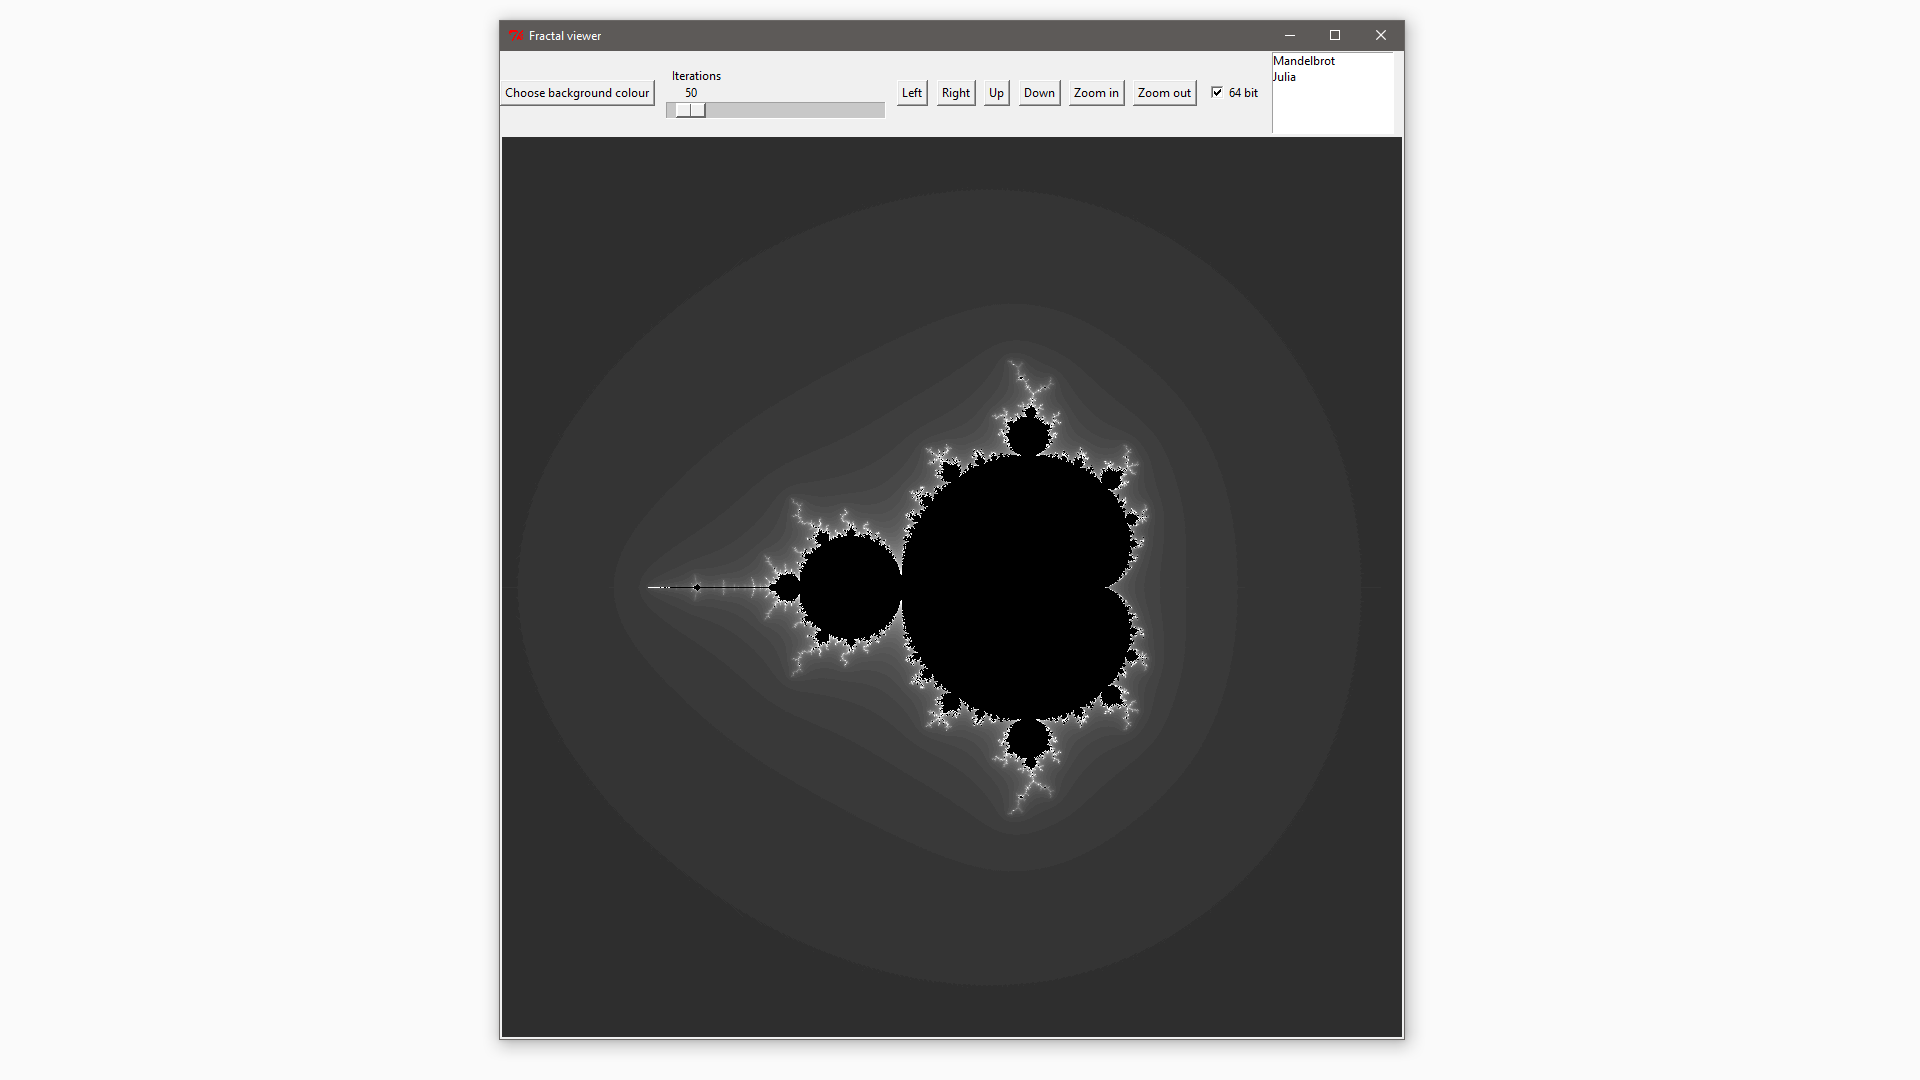 Fractal viewer
Choose background colour
Iterations
50
Left
Right
Up
Down
Zoom in
Zoom out
64 bit
Mandelbrot
Julia